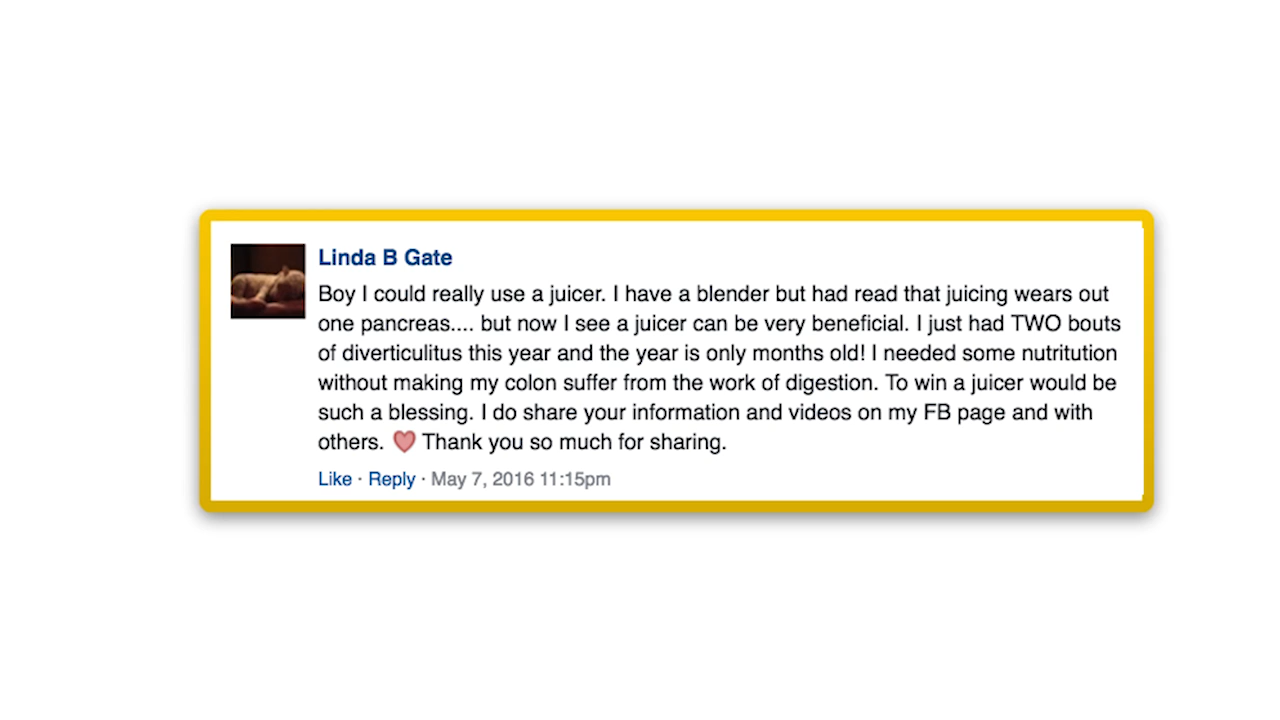 Linda B Gate
Boy I could really use a juicer. I have a blender but had read that juicing wears out
one pancreas.... but now I see a juicer can be very beneficial. I just had TWO bouts
of diverticulitus this year and the year is only months old! I needed some nutritution
without making my colon suffer from the work of digestion. To win a juicer would be
such a blessing. I do share your information and videos on my FB page and with
others. ❤️ Thank you so much for sharing.
Like · Reply · May 7, 2016 11:15pm